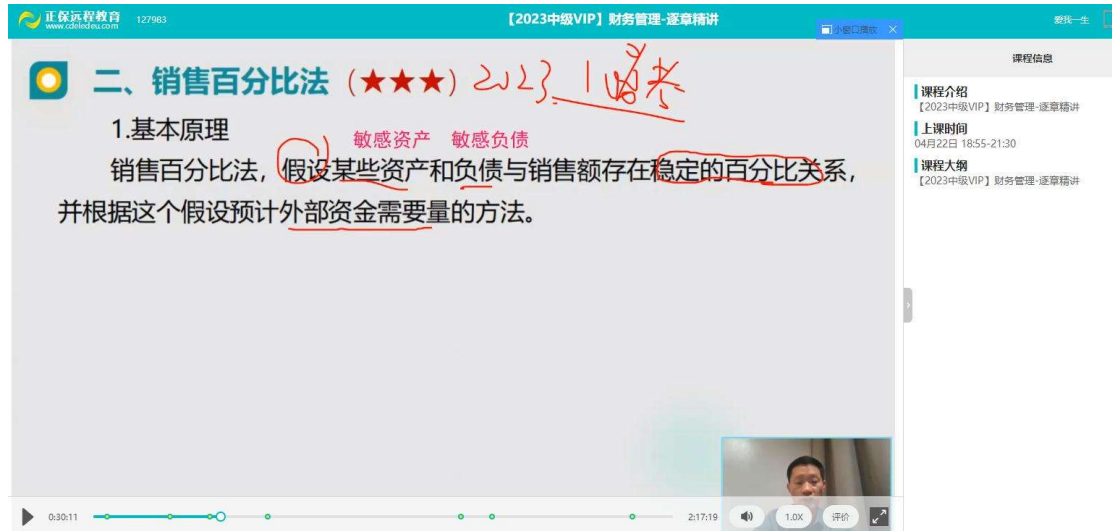 正保远程教育
www.cdeledeu.com
127983
【2023中级VIP】财务管理-逐章精讲
小窗口播放
爱我一生
二、销售百分比法（★★★）2023
1.基本原理
敏感资产 敏感负债
销售百分比法，假设某些资产和负债与销售额存在稳定的百分比关系，
并根据这个假设预计外部资金需要量的方法。
0:30:11
2:17:19
1.0X
评价
课程信息
课程介绍
【2023中级VIP】财务管理-逐章精讲
上课时间
04月22日 18:55-21:30
课程大纲
【2023中级VIP】财务管理-逐章精讲